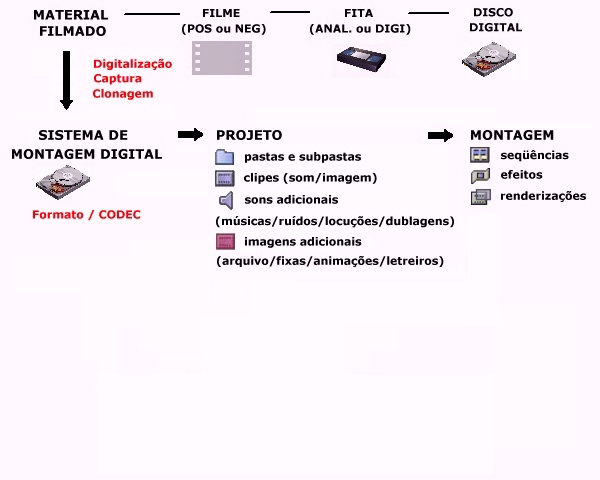 MATERIAL
FILMADO
FILME
(POS ou NEG)
FITA
(ANAL. ou DIGI)
DISCO
DIGITAL
Digitalização
Captura
Clonagem
SISTEMA DE
MONTAGEM DIGITAL
Formato / CODEC
PROJETO
pastas e subpastas
clipes (som/imagem)
sons adicionais
(músicas/ruídos/locuções/dublagens)
imagens adicionais
(arquivo/fixas/animações/letreiros)
MONTAGEM
seqüências
efeitos
renderizações